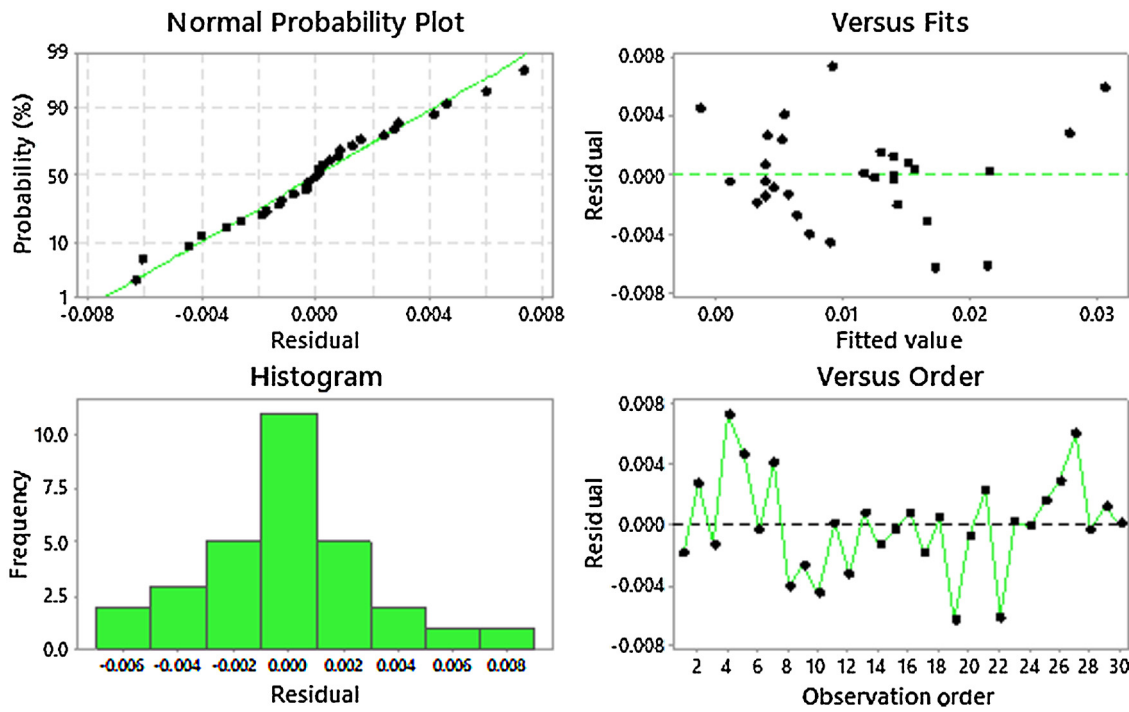 Normal Probability Plot
Probability (%)
99
90
50
10
1
-0.008 -0.004 0.000 0.004 0.008
Residual
Versus Fits
Residual
0.008
0.004
0.000
-0.004
-0.008
0.00 0.01 0.02 0.03
Fitted value
Histogram
Frequency
10.0
7.5
5.0
2.5
0.0
-0.006 -0.004 -0.002 0.000 0.002 0.004 0.006 0.008
Residual
Versus Order
Residual
0.008
0.004
0.000
-0.004
-0.008
2 4 6 8 10 12 14 16 18 20 22 24 26 28 30
Observation order